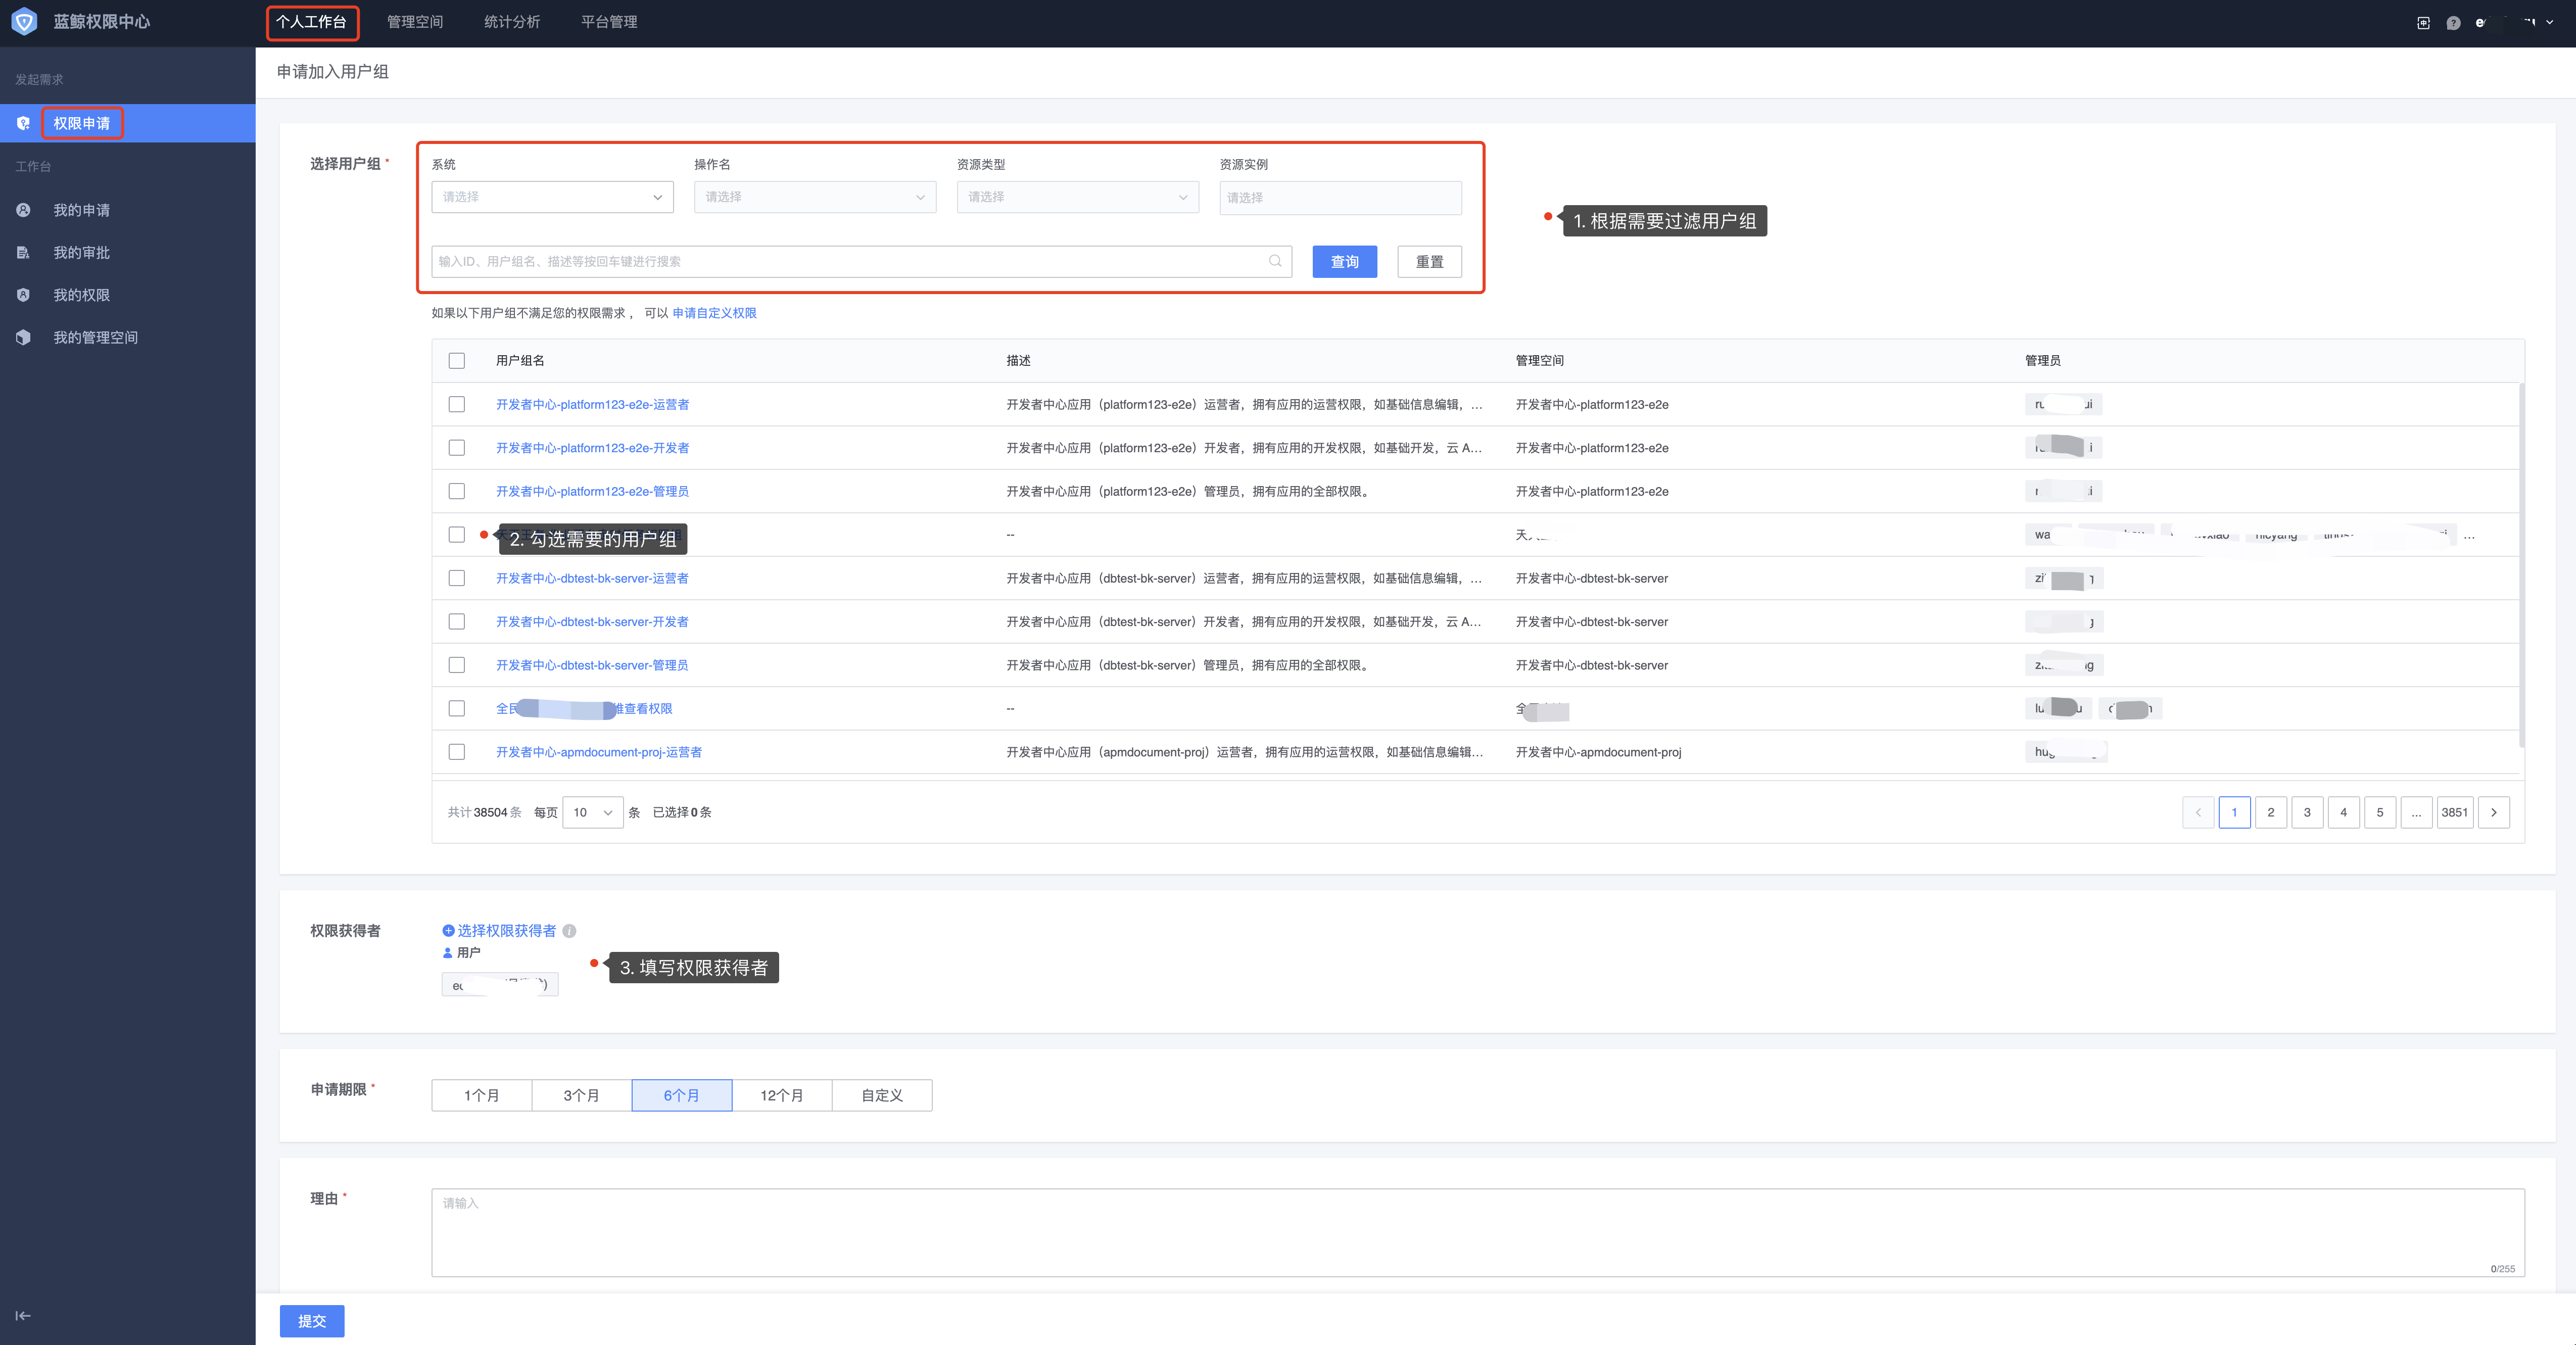 蓝鲸权限中心
个人工作台 管理空间 统计分析 平台管理
发起需求
权限申请
工作台
我的申请
我的审批
我的权限
我的管理空间
申请加入用户组
选择用户组 *
系统 操作名 资源类型 资源实例
请选择 请选择 请选择 请选择
1. 根据需要过滤用户组
输入ID、用户组名、描述等按回车键进行搜索 查询 重置
如果以下用户组不满足您的权限需求， 可以 申请自定义权限
用户组名 描述 管理空间 管理员
开发者中心-platform123-e2e-运营者 开发者中心应用（platform123-e2e）运营者，拥有应用的运营权限，如基础信息编辑，... 开发者中心-platform123-e2e
开发者中心-platform123-e2e-开发者 开发者中心应用（platform123-e2e）开发者，拥有应用的开发权限，如基础开发，云 A... 开发者中心-platform123-e2e
开发者中心-platform123-e2e-管理员 开发者中心应用（platform123-e2e）管理员，拥有应用的全部权限。 开发者中心-platform123-e2e
2. 勾选需要的用户组 -- ...
开发者中心-dbtest-bk-server-运营者 开发者中心应用（dbtest-bk-server）运营者，拥有应用的运营权限，如基础信息编辑，... 开发者中心-dbtest-bk-server
开发者中心-dbtest-bk-server-开发者 开发者中心应用（dbtest-bk-server）开发者，拥有应用的开发权限，如基础开发，云 A... 开发者中心-dbtest-bk-server
开发者中心-dbtest-bk-server-管理员 开发者中心应用（dbtest-bk-server）管理员，拥有应用的全部权限。 开发者中心-dbtest-bk-server
查看权限 --
开发者中心-apmdocument-proj-运营者 开发者中心应用（apmdocument-proj）运营者，拥有应用的运营权限，如基础信息编辑... 开发者中心-apmdocument-proj
共计 38504 条 每页 10 条 已选择 0 条 1 2 3 4 5 ... 3851
权限获得者
选择权限获得者
用户
3. 填写权限获得者
申请期限 *
1个月 3个月 6个月 12个月 自定义
理由 *
请输入
0/255
提交